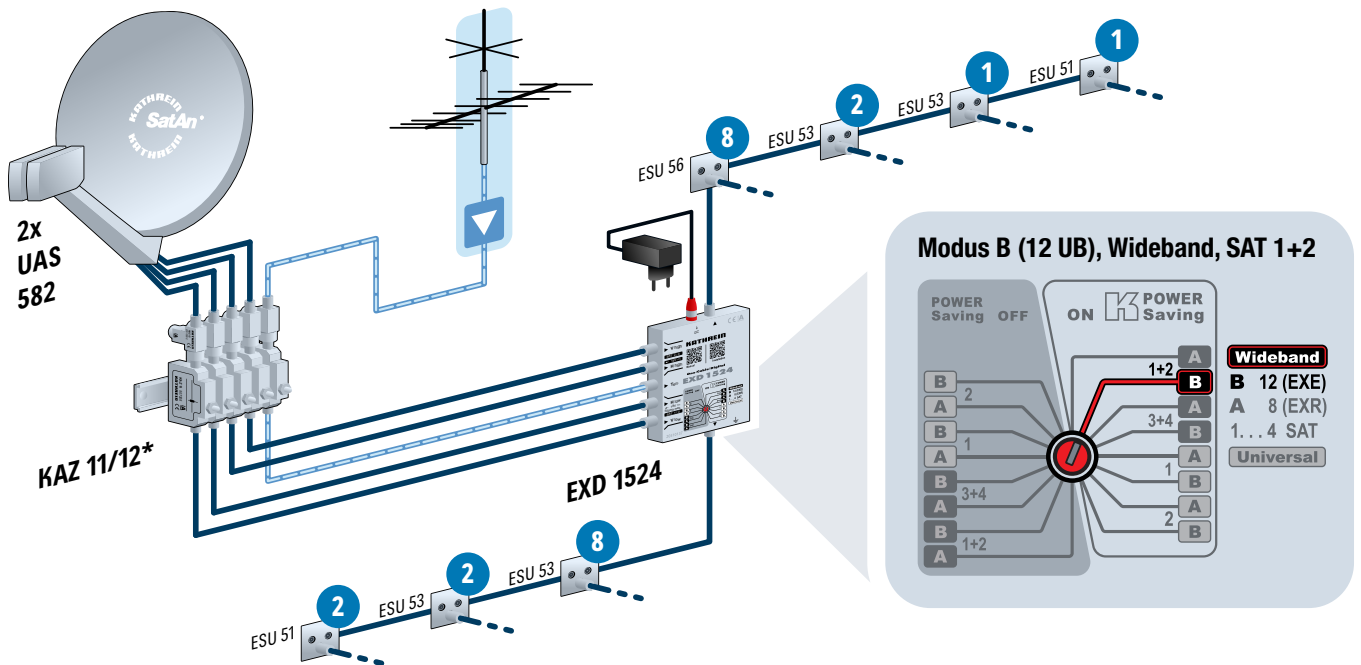 KATHREIN
SatAn
KATHREIN
2x
UAS
582
KAZ 11/12*
ESU 56
8
ESU 53
2
ESU 53
1
ESU 51
1
KATHREIN
EXD 1524
EXD 1524
ESU 51
2
ESU 53
2
ESU 53
8
Modus B (12 UB), Wideband, SAT 1+2
POWER
Saving OFF
ON K POWER
Saving
B
A
2
B
A
1
B
A
3+4
B
A
1+2
A
B
1+2
A
B
3+4
A
B
1
A
B
2
Wideband
B 12 (EXE)
A 8 (EXR)
1. . . 4 SAT
Universal